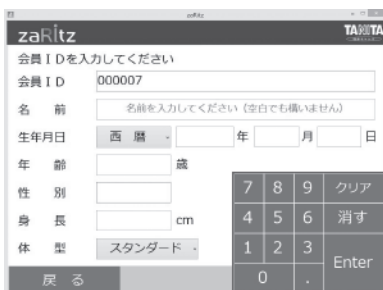 zaRitz
zaRitz TANITA
会員IDを入力してください
会員ID 000007
名 前 名前を入力してください（空白でも構いません）
生年月日 西 暦 年 月 日
年 齢 歳
性 別
身 長 cm
体 型 スタンダード
7 8 9 クリア
4 5 6 消す
1 2 3
Enter
0 .
戻 る